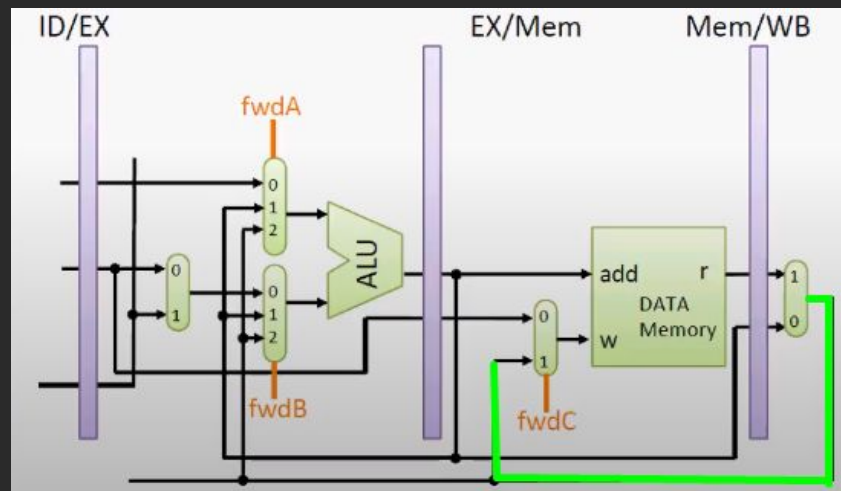 ID/EX
EX/Mem
Mem/WB
fwdA
0
1
2
0
1
0
1
2
ALU
fwdB
0
1
fwdC
add
r
DATA
Memory
w
1
0